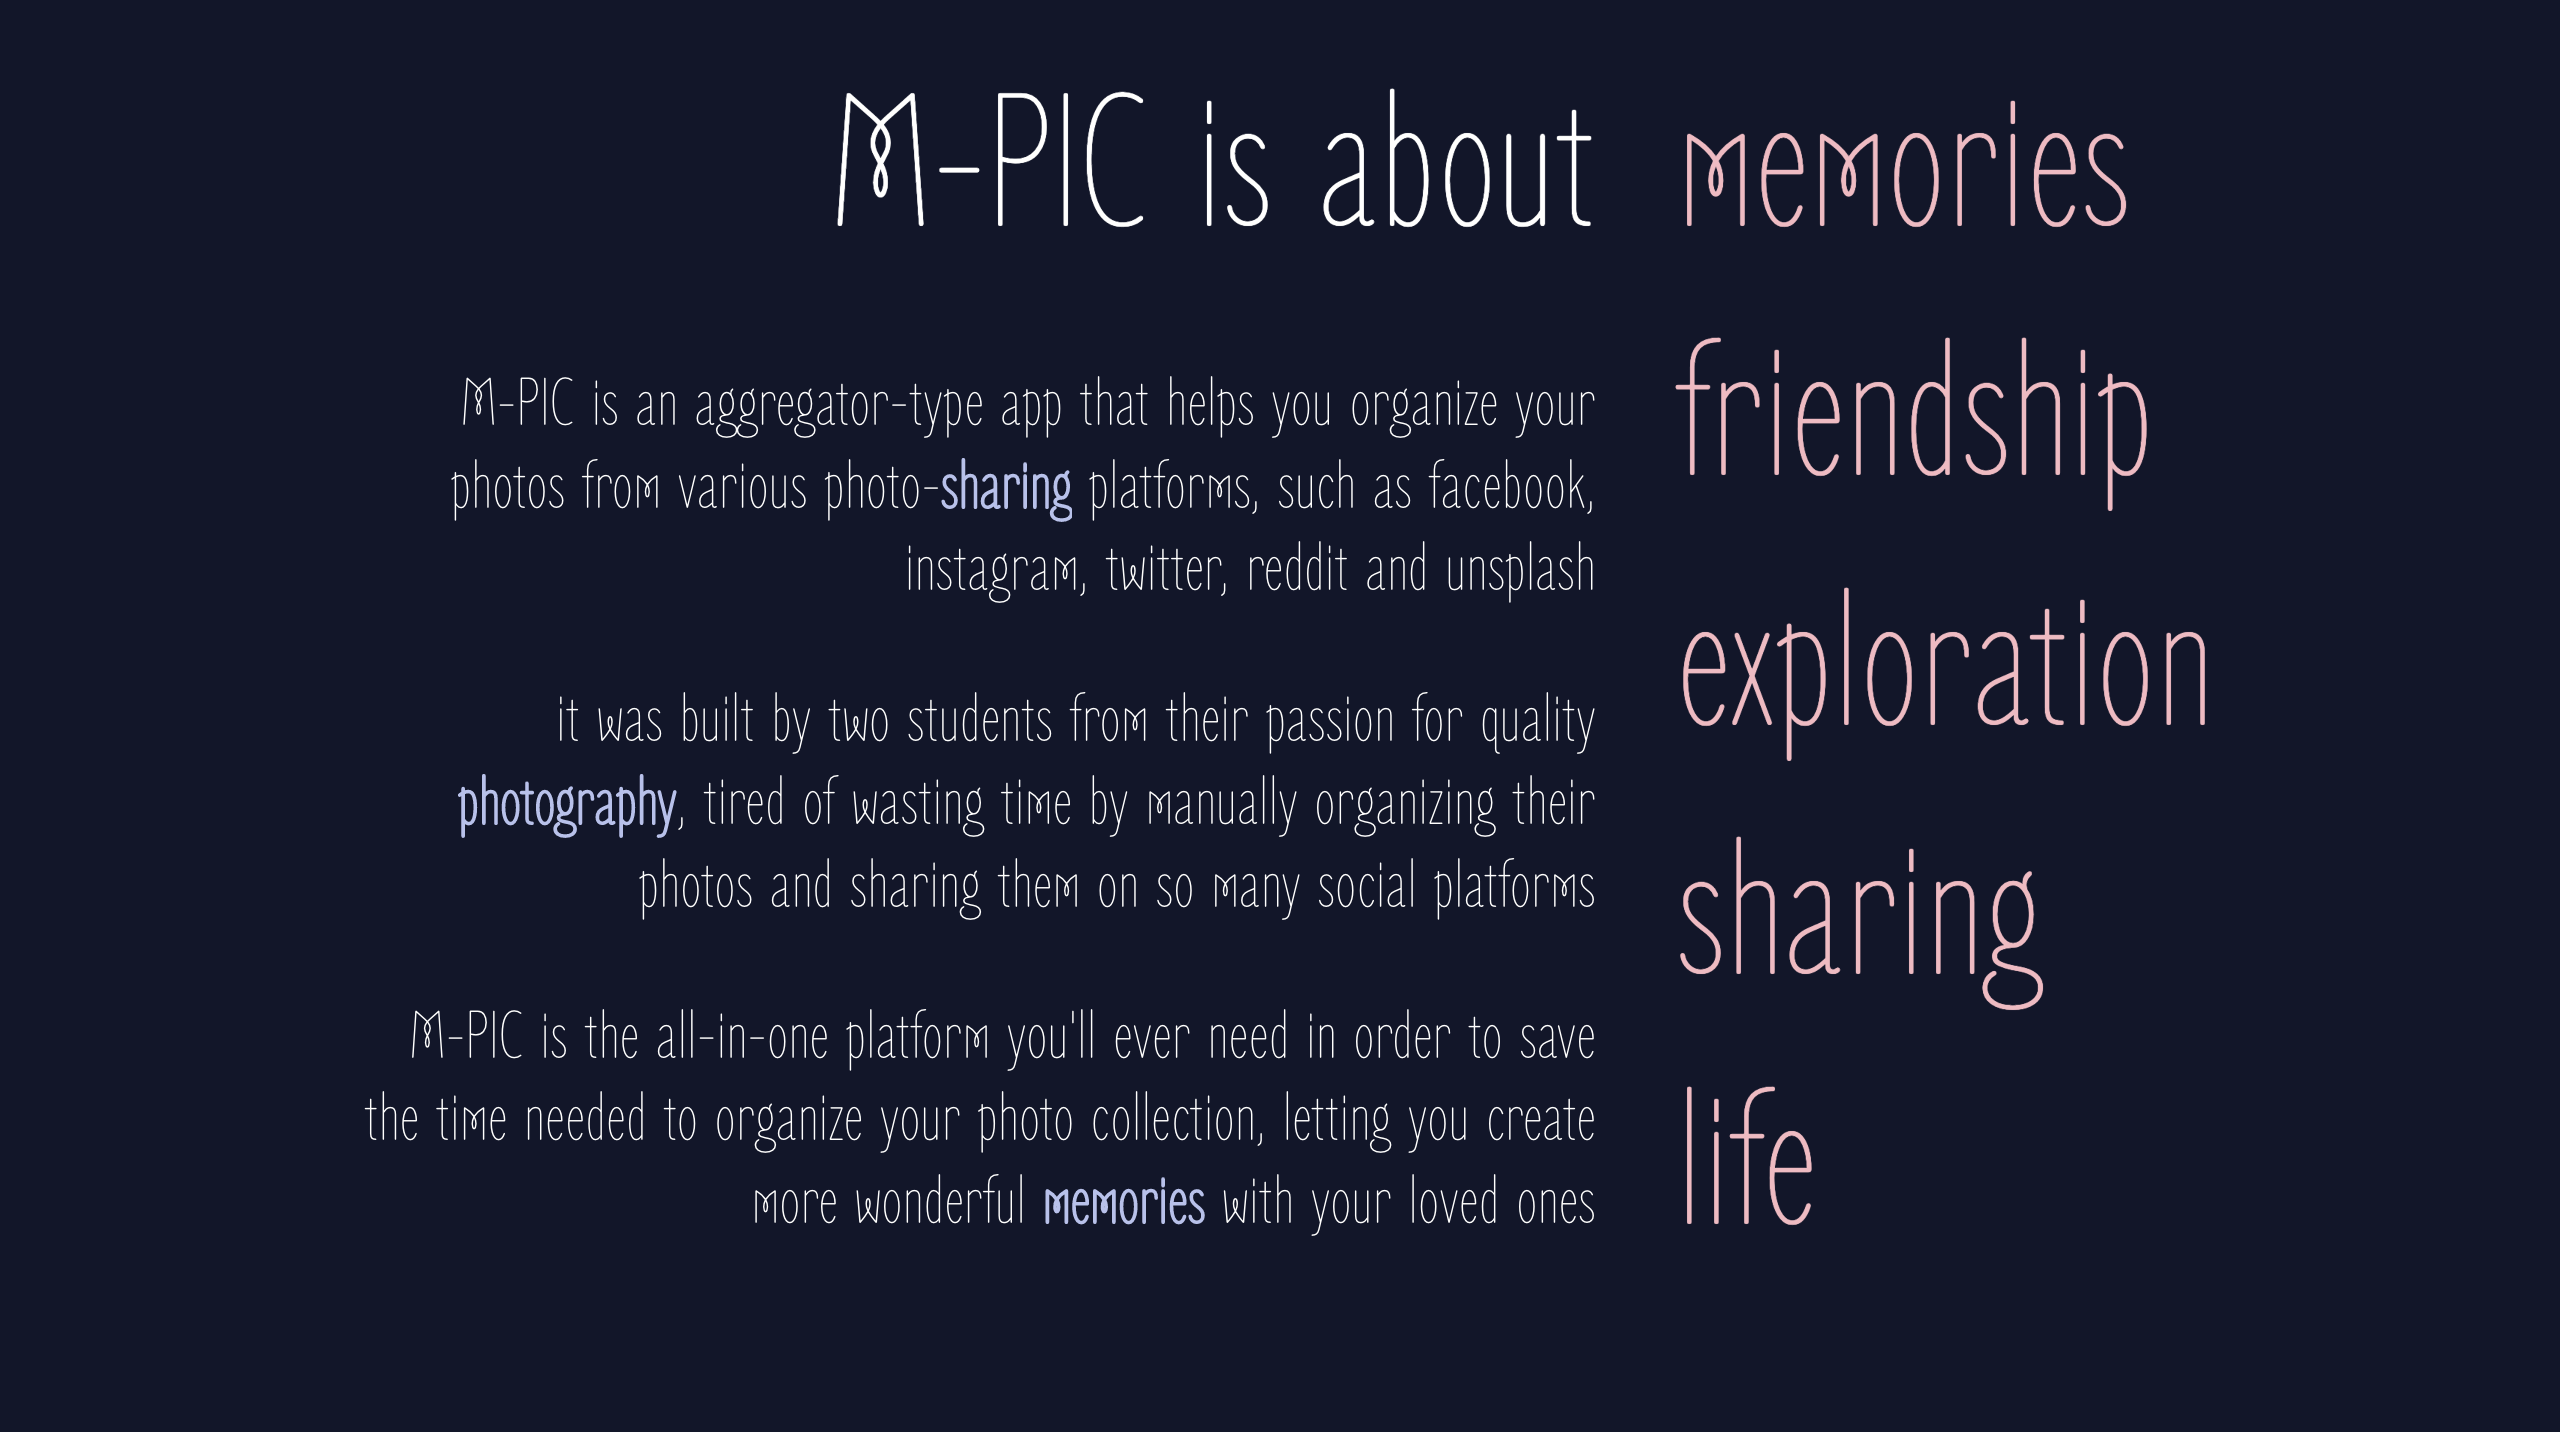 M-PIC is about memories
M-PIC is an aggregator-type app that helps you organize your
photos from various photo-sharing platforms, such as facebook,
instagram, twitter, reddit and unsplash
it was built by two students from their passion for quality
photography, tired of wasting time by manually organizing their
photos and sharing them on so many social platforms
M-PIC is the all-in-one platform you'll ever need in order to save
the time needed to organize your photo collection, letting you create
more wonderful memories with your loved ones
friendship
exploration
sharing
life